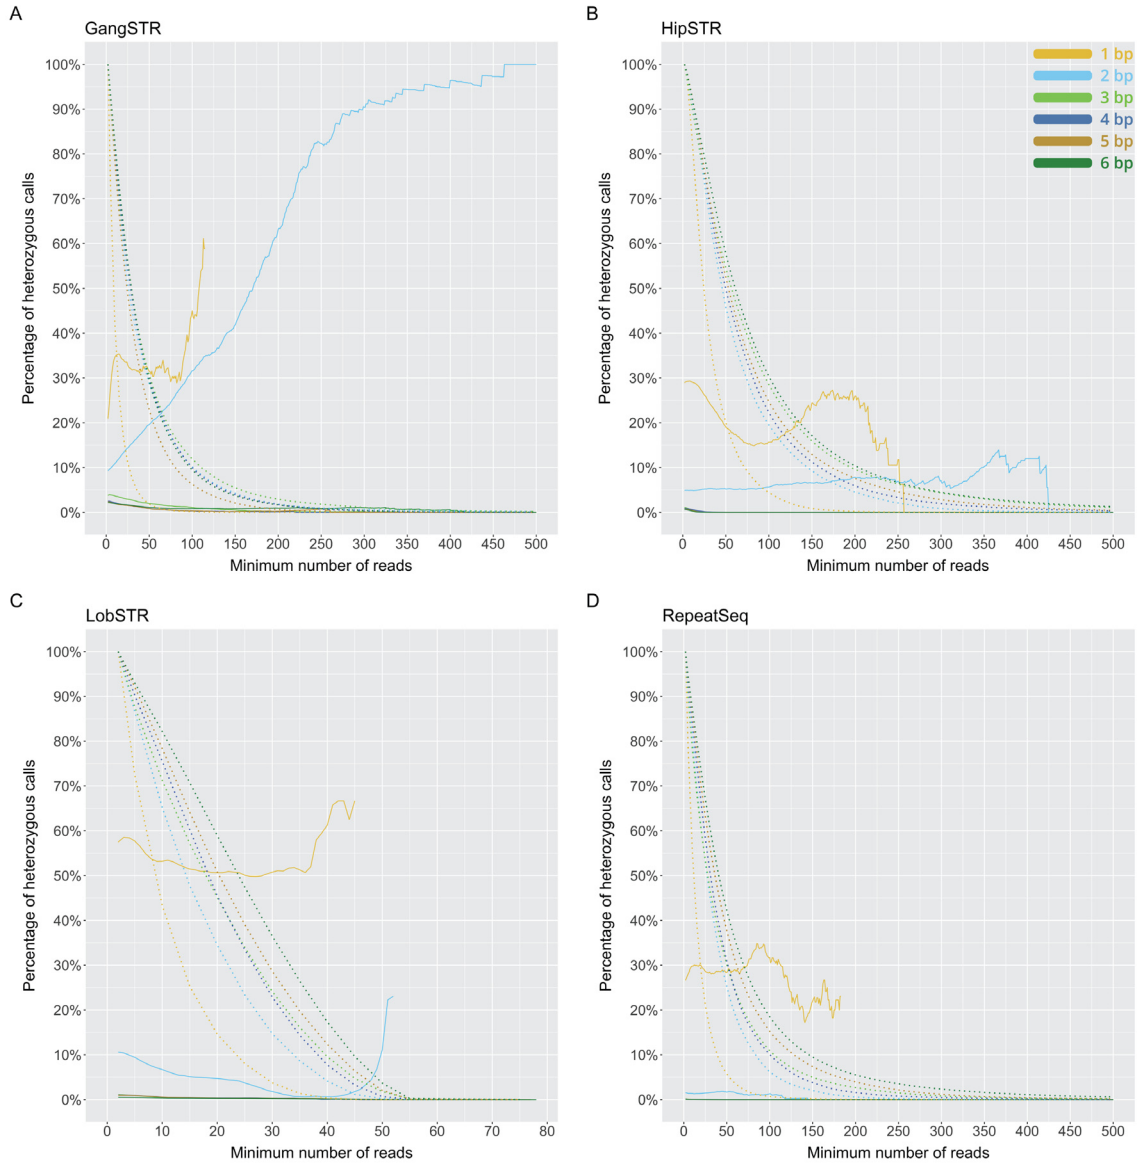 A
GangSTR
100%
90%
80%
70%
60%
50%
40%
30%
20%
10%
0%
Percentage of heterozygous calls
0 50 100 150 200 250 300 350 400 450 500
Minimum number of reads
B
HipSTR
1 bp
2 bp
3 bp
4 bp
5 bp
6 bp
100%
90%
80%
70%
60%
50%
40%
30%
20%
10%
0%
Percentage of heterozygous calls
0 50 100 150 200 250 300 350 400 450 500
Minimum number of reads
C
LobSTR
100%
90%
80%
70%
60%
50%
40%
30%
20%
10%
0%
Percentage of heterozygous calls
0 10 20 30 40 50 60 70 80
Minimum number of reads
D
RepeatSeq
100%
90%
80%
70%
60%
50%
40%
30%
20%
10%
0%
Percentage of heterozygous calls
0 50 100 150 200 250 300 350 400 450 500
Minimum number of reads